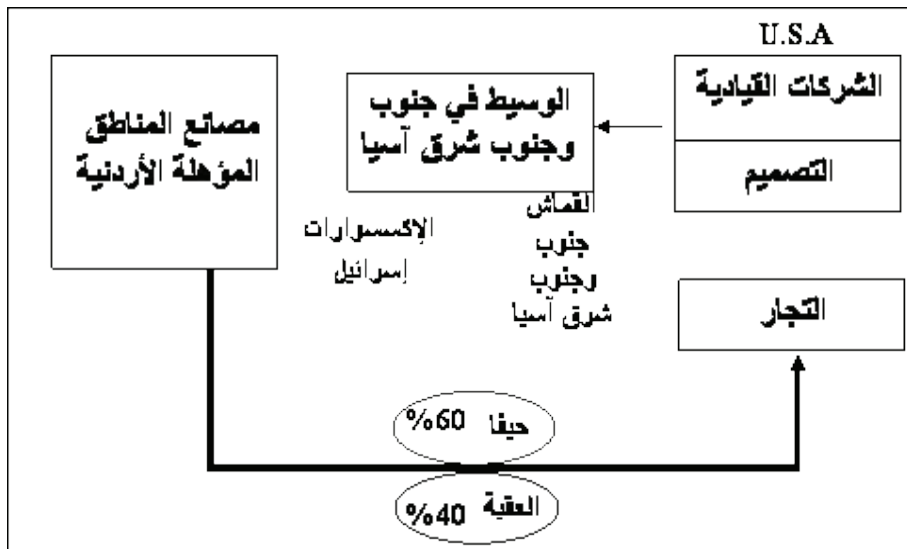 U.S.A
الشركات القيادية
التصميم
الوسيط في جنوب
وجنوب شرق آسيا
مصانع المناطق
المؤهلة الأردنية
القماش
جنوب
وجنوب
شرق آسيا
الإكسسوارات
إسرائيل
التجار
حيفا 60%
العقبة 40%